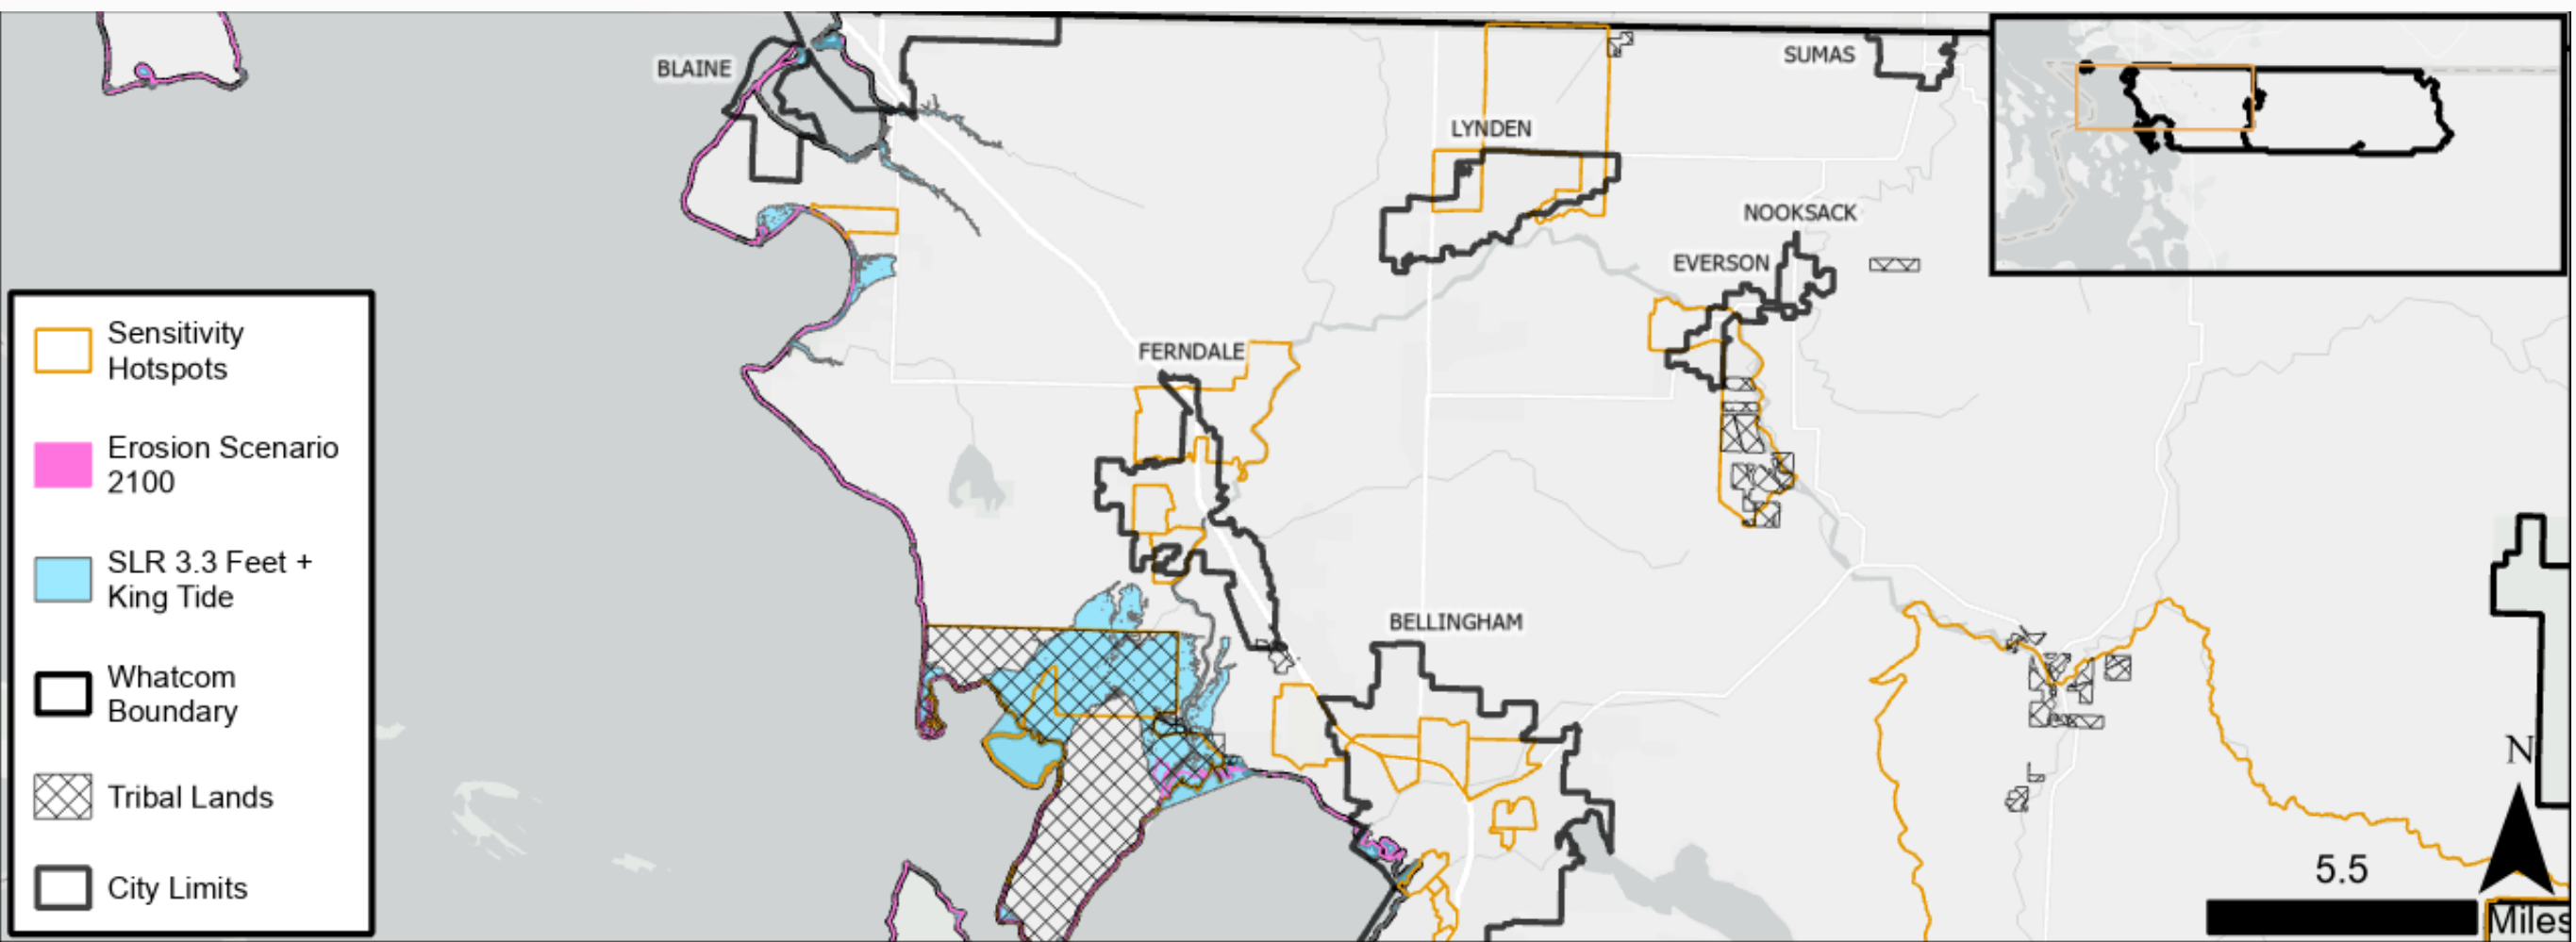 BLAINE
SUMAS
LYNDEN
NOOKSACK
EVERSON
FERNDALE
BELLINGHAM
Sensitivity
Hotspots
Erosion Scenario
2100
SLR 3.3 Feet +
King Tide
Whatcom
Boundary
Tribal Lands
City Limits
N
5.5
Miles